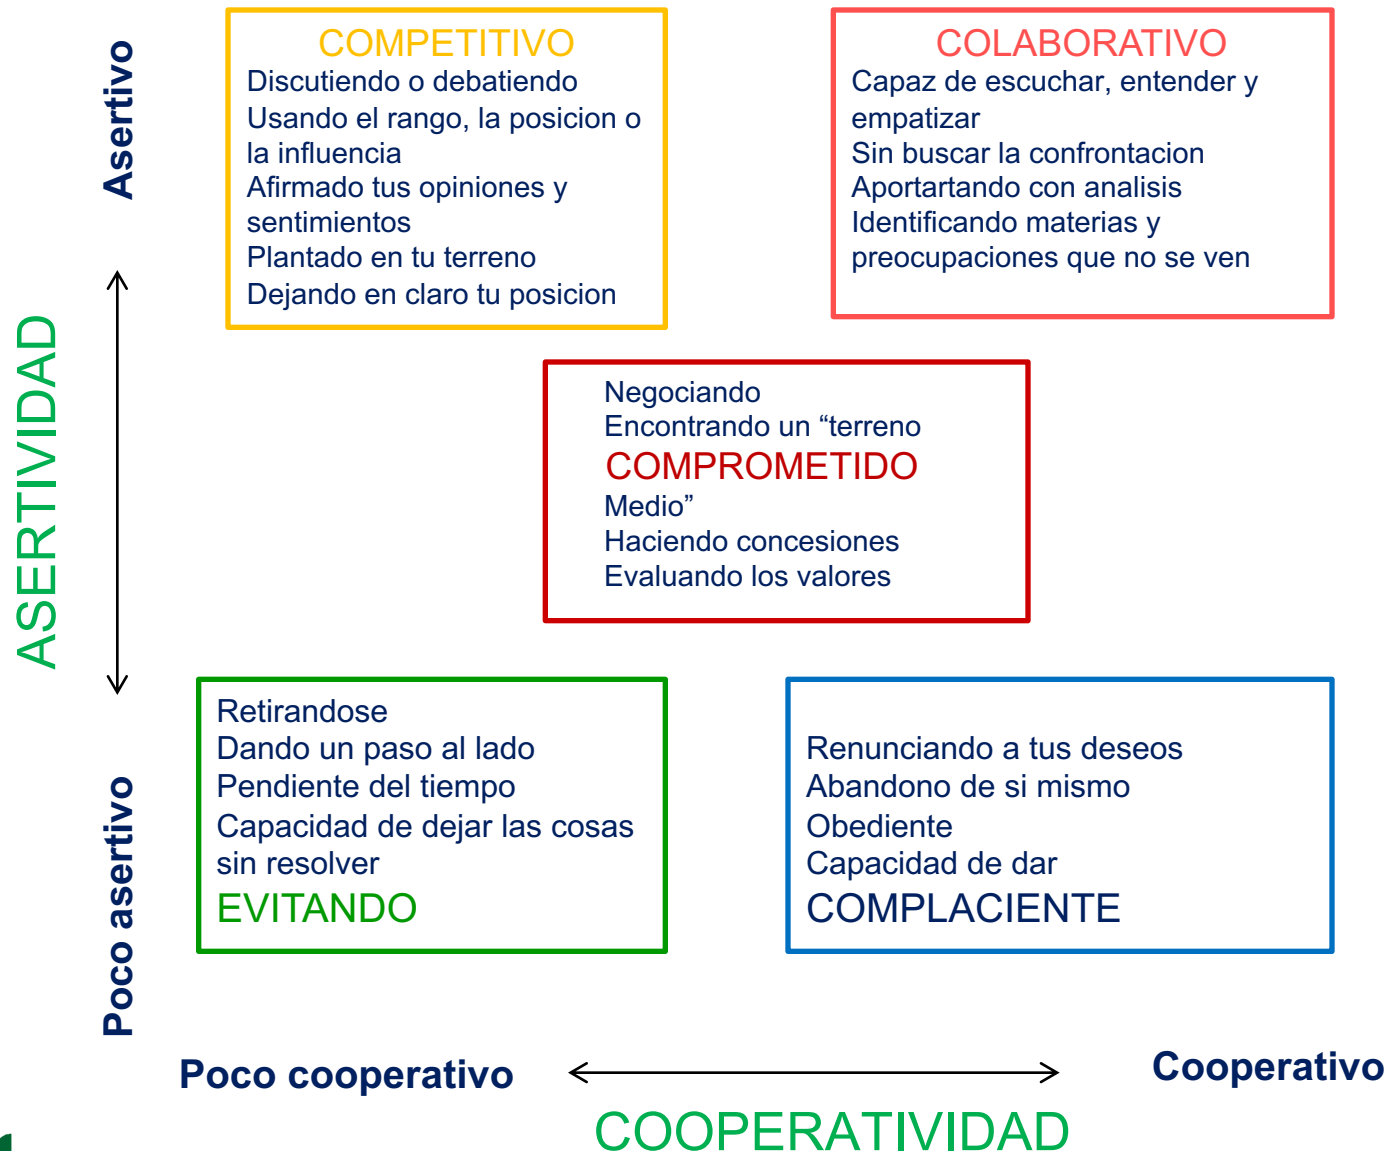 Asertivo
ASERTIVIDAD
Poco asertivo
COMPETITIVO
Discutiendo o debatiendo
Usando el rango, la posicion o
la influencia
Afirmado tus opiniones y
sentimientos
Plantado en tu terreno
Dejando en claro tu posicion
COLABORATIVO
Capaz de escuchar, entender y
empatizar
Sin buscar la confrontacion
Aportartando con analisis
Identificando materias y
preocupaciones que no se ven
Negociando
Encontrando un “terreno
COMPROMETIDO
Medio”
Haciendo concesiones
Evaluando los valores
Retirandose
Dando un paso al lado
Pendiente del tiempo
Capacidad de dejar las cosas
sin resolver
EVITANDO
Renunciando a tus deseos
Abandono de si mismo
Obediente
Capacidad de dar
COMPLACIENTE
Poco cooperativo
Cooperativo
COOPERATIVIDAD